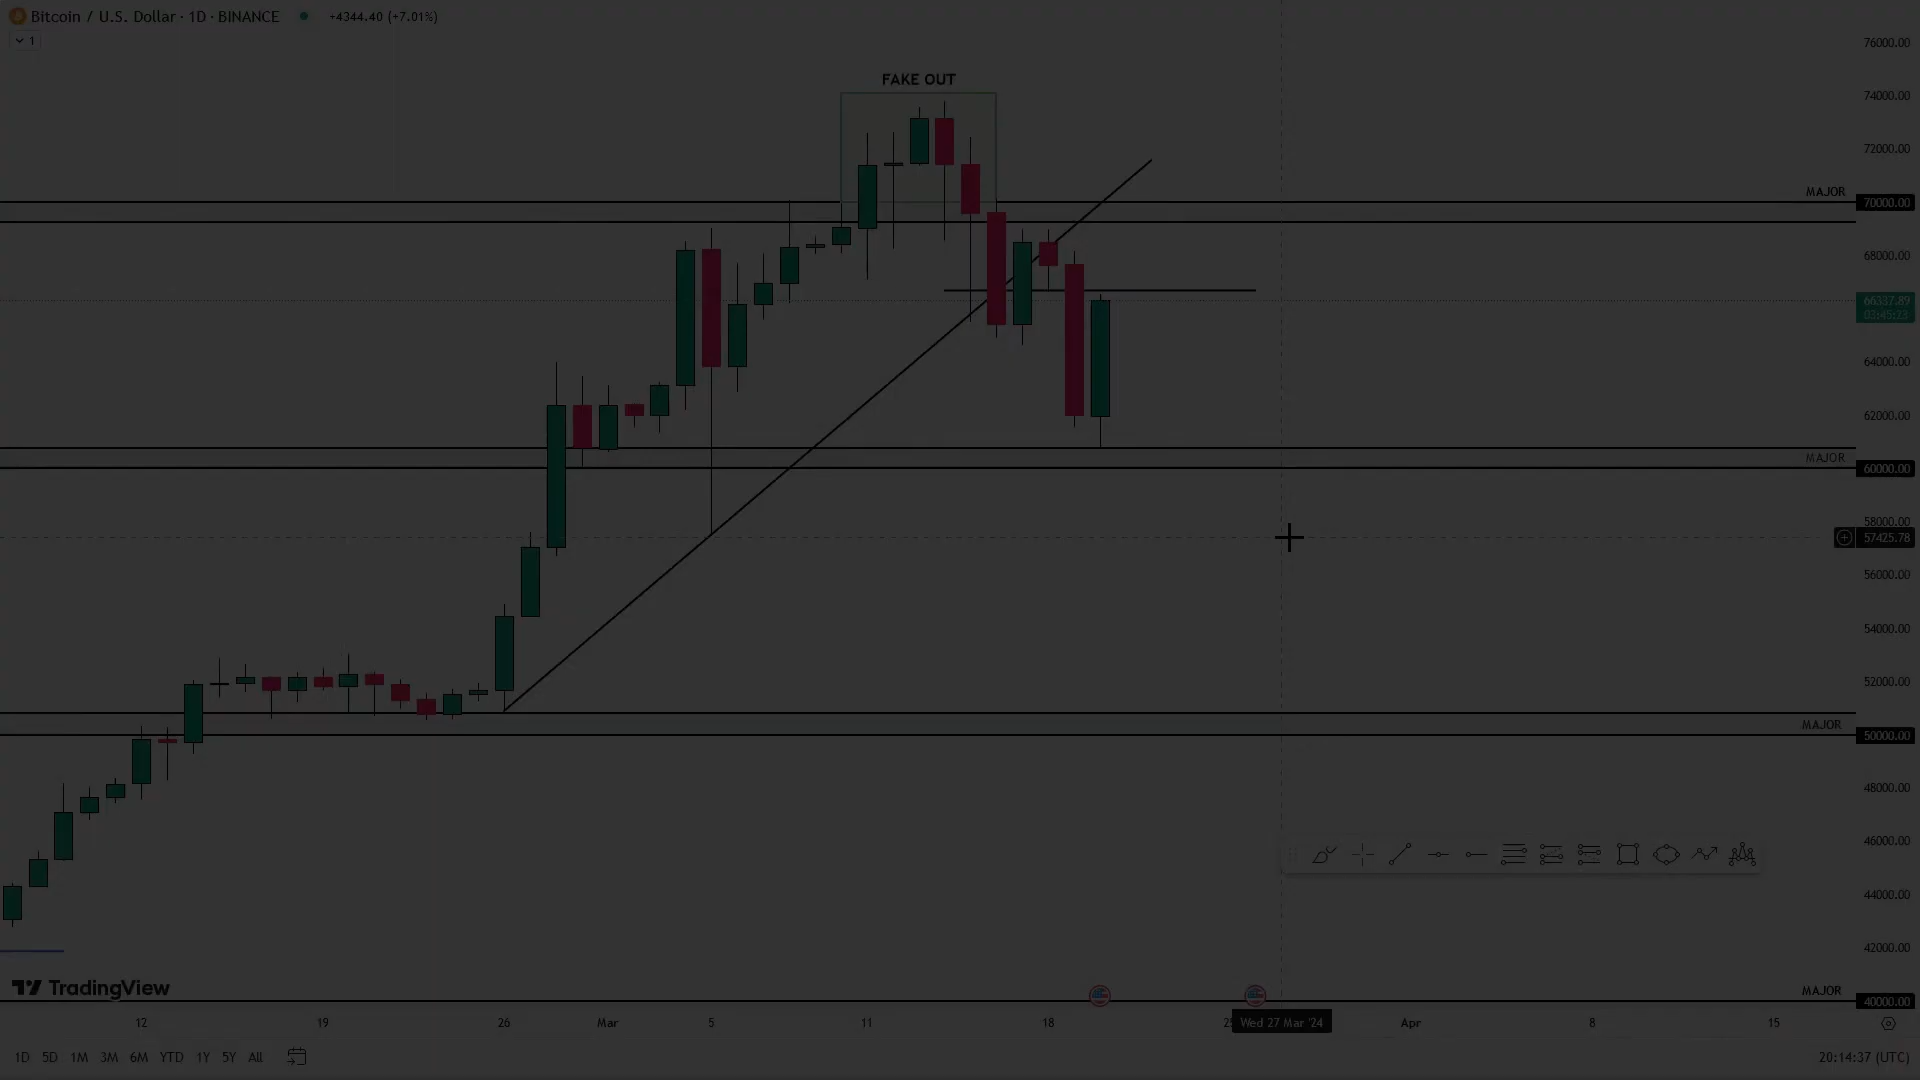 Bitcoin / U.S. Dollar · 1D · BINANCE +4344.40 (+7.01%)
1
76000.00
FAKE OUT
74000.00
72000.00
MAJOR
70000.00
68000.00
66337.89
03:45:23
64000.00
62000.00
MAJOR
60000.00
58000.00
57425.78
56000.00
54000.00
52000.00
MAJOR
50000.00
48000.00
46000.00
44000.00
42000.00
TradingView
MAJOR
40000.00
12 19 26 Mar 5 11 18 Wed 27 Mar '24 Apr 8 15
1D 5D 1M 3M 6M YTD 1Y 5Y All 20:14:37 (UTC)